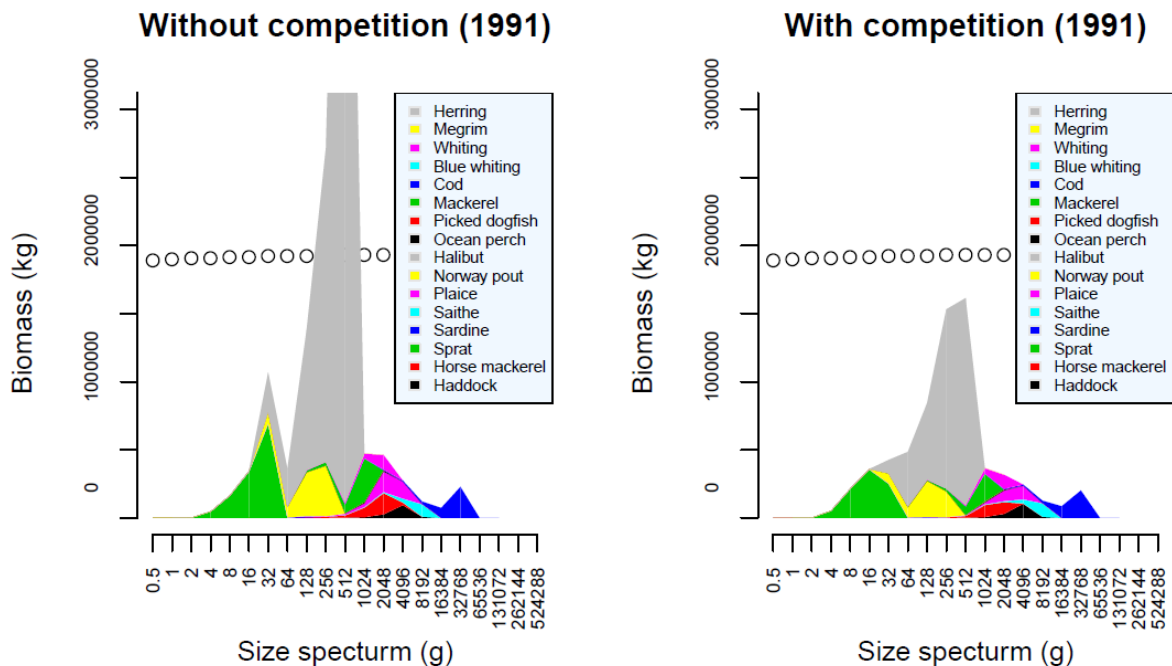 Without competition (1991)
Biomass (kg)
3000000
2000000
1000000
0
Herring
Megrim
Whiting
Blue whiting
Cod
Mackerel
Picked dogfish
Ocean perch
Halibut
Norway pout
Plaice
Saithe
Sardine
Sprat
Horse mackerel
Haddock
0.5
1
2
4
8
16
32
64
128
256
512
1024
2048
4096
8192
16384
32768
65536
131072
262144
524288
Size specturm (g)
With competition (1991)
Biomass (kg)
3000000
2000000
1000000
0
Herring
Megrim
Whiting
Blue whiting
Cod
Mackerel
Picked dogfish
Ocean perch
Halibut
Norway pout
Plaice
Saithe
Sardine
Sprat
Horse mackerel
Haddock
0.5
1
2
4
8
16
32
64
128
256
512
1024
2048
4096
8192
16384
32768
65536
131072
262144
524288
Size specturm (g)